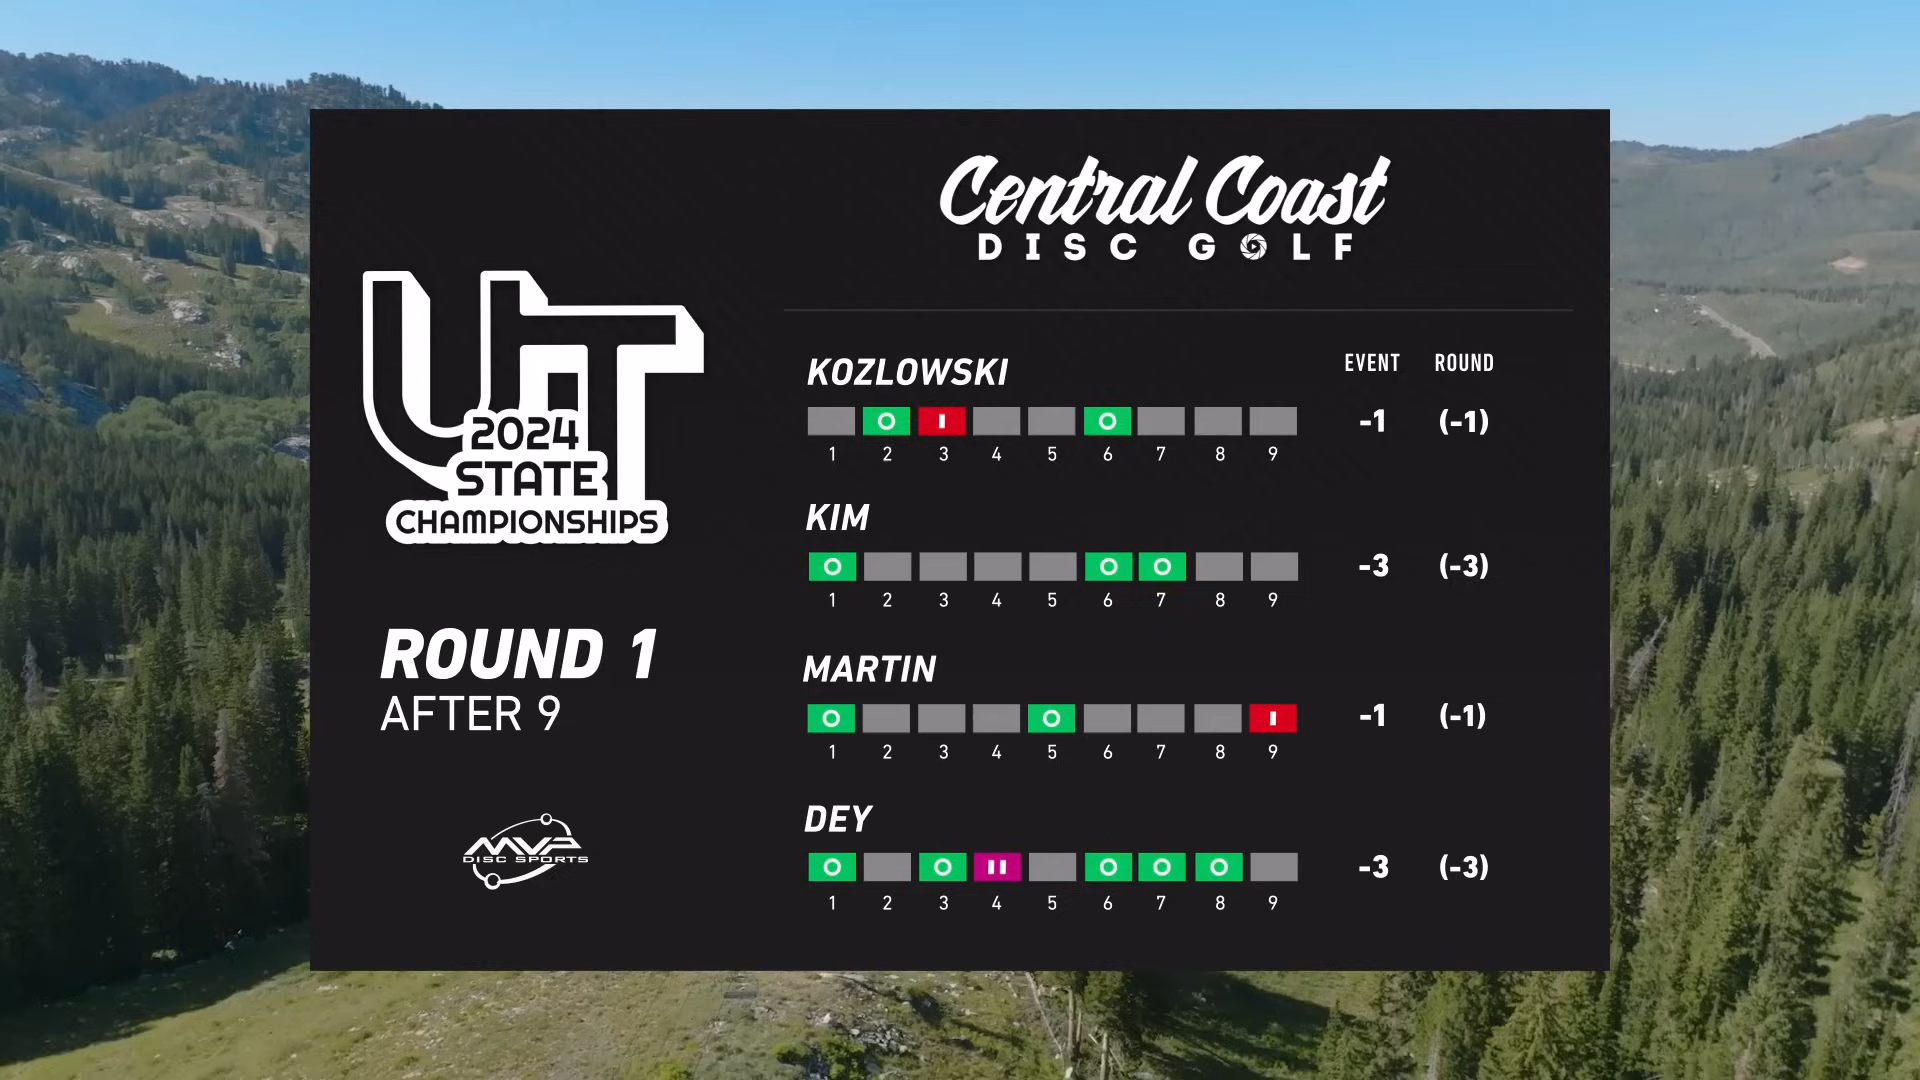 Central Coast
DISC GOLF
UT
2024
STATE
CHAMPIONSHIPS
ROUND 1
AFTER 9
MVP
DISC SPORTS
EVENT ROUND
KOZLOWSKI
-1 (-1)
1 2 3 4 5 6 7 8 9
KIM
-3 (-3)
1 2 3 4 5 6 7 8 9
MARTIN
-1 (-1)
1 2 3 4 5 6 7 8 9
DEY
-3 (-3)
1 2 3 4 5 6 7 8 9